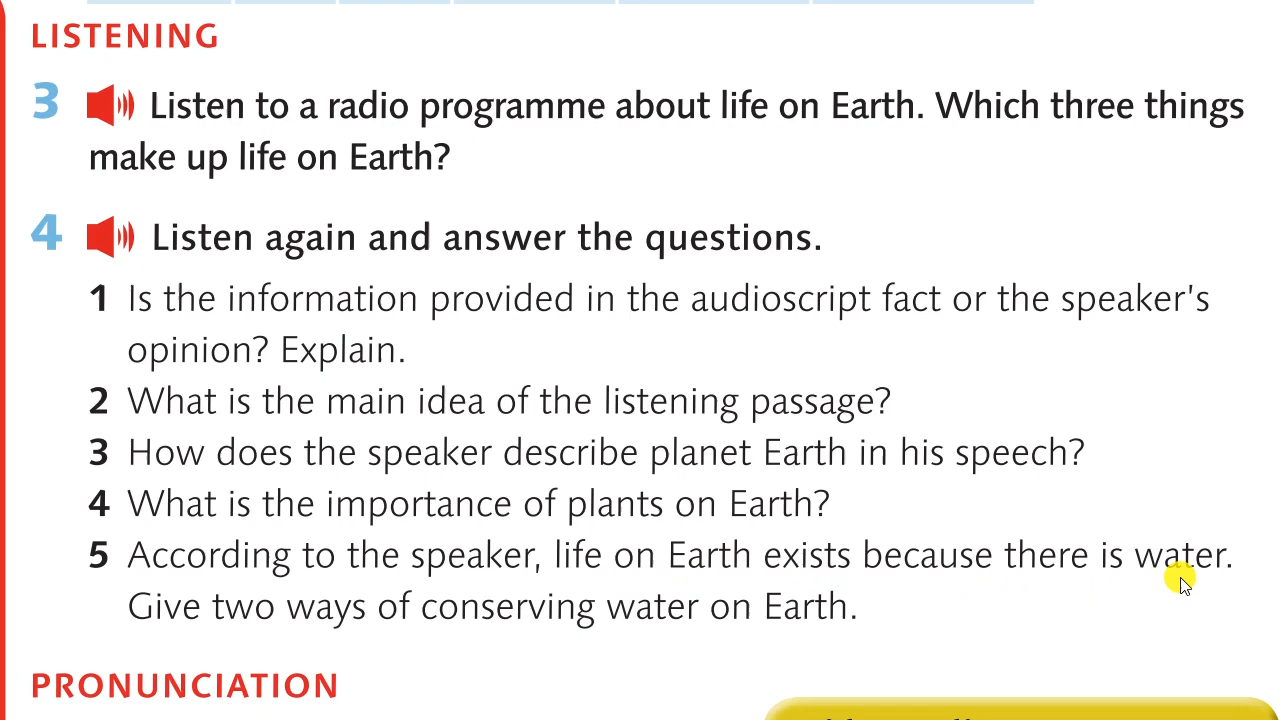 LISTENING
3 Listen to a radio programme about life on Earth. Which three things
make up life on Earth?
4 Listen again and answer the questions.
1 Is the information provided in the audioscript fact or the speaker's
opinion? Explain.
2 What is the main idea of the listening passage?
3 How does the speaker describe planet Earth in his speech?
4 What is the importance of plants on Earth?
5 According to the speaker, life on Earth exists because there is water.
Give two ways of conserving water on Earth.
PRONUNCIATION